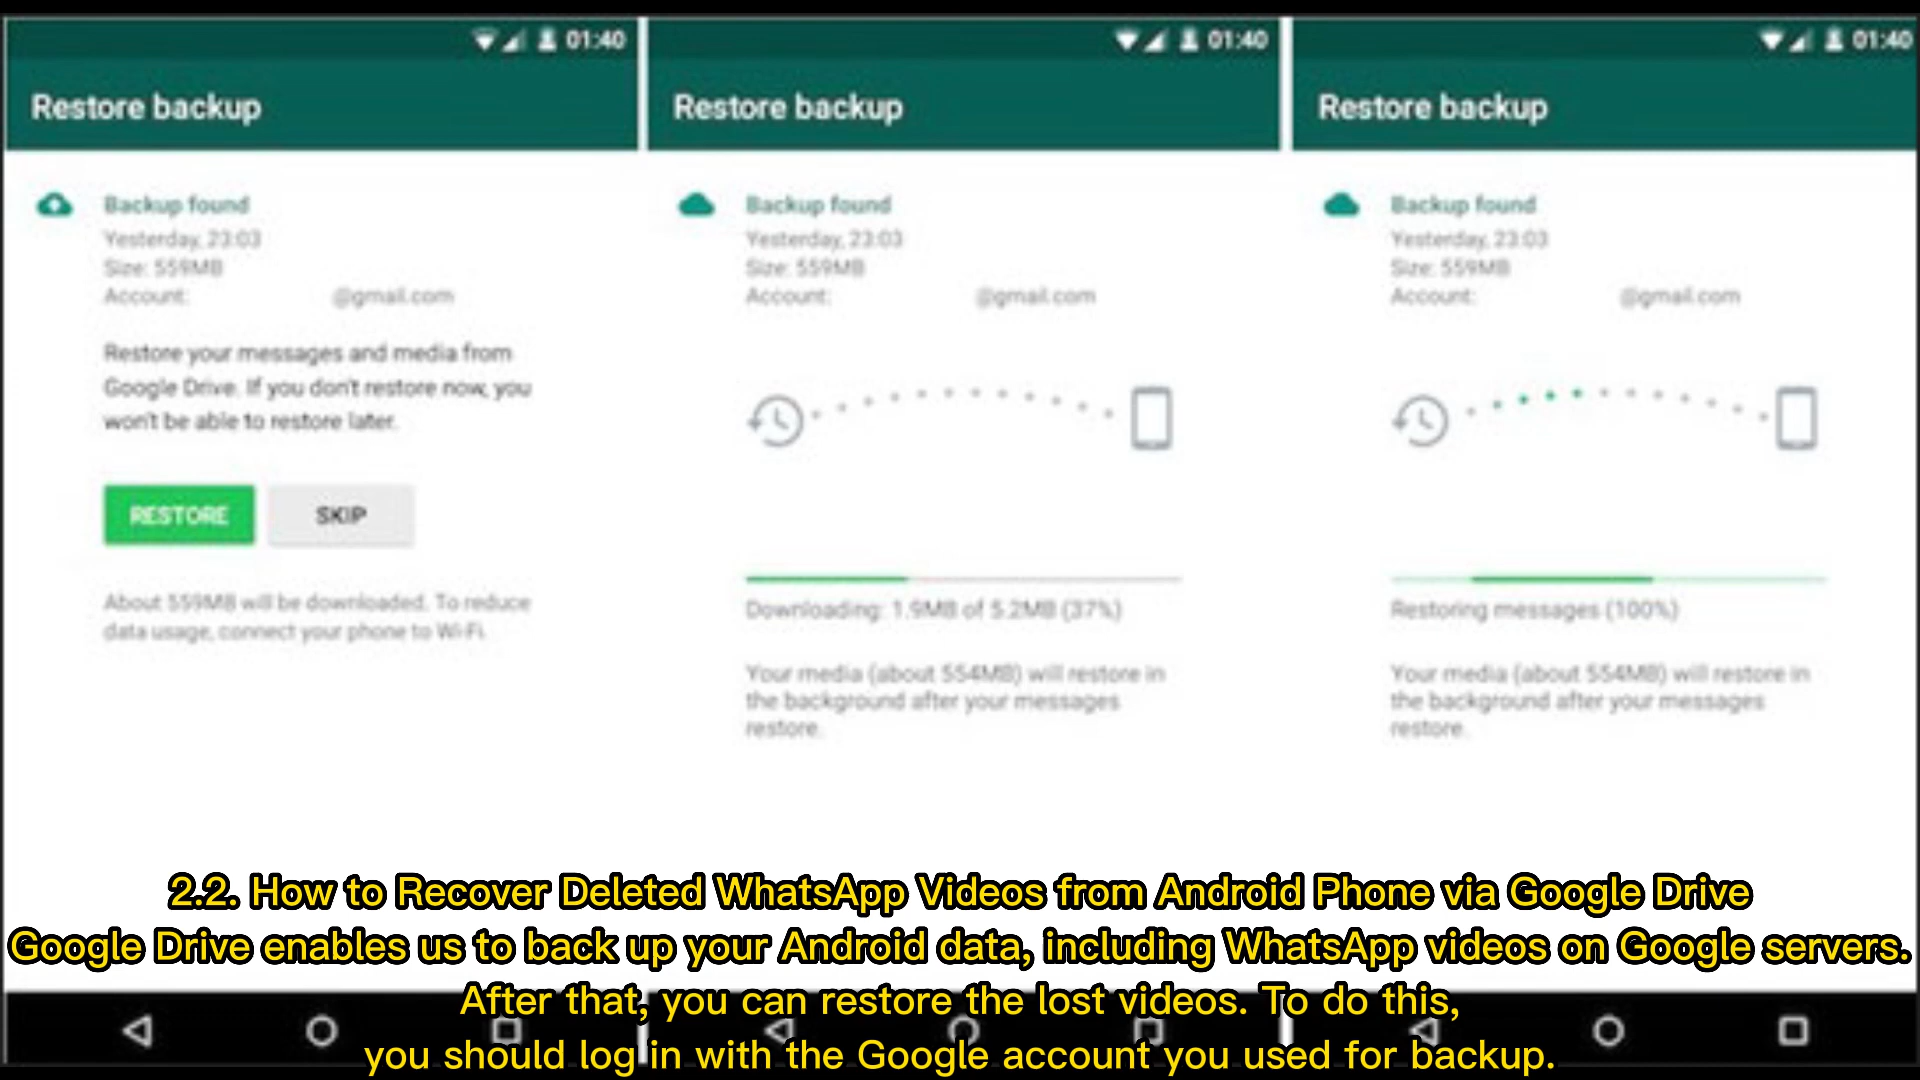 01:40
Restore backup
Backup found
Yesterday, 23:03
Size: 559MB
Account: @gmail.com
Restore your messages and media from
Google Drive. If you don't restore now, you
won't be able to restore later.
RESTORE SKIP
About 559MB will be downloaded. To reduce
data usage, connect your phone to Wi-Fi.
01:40
Restore backup
Backup found
Yesterday, 23:03
Size: 559MB
Account: @gmail.com
Downloading: 1.9MB of 5.2MB (37%)
Your media (about 554MB) will restore in
the background after your messages
restore.
01:40
Restore backup
Backup found
Yesterday, 23:03
Size: 559MB
Account: @gmail.com
Restoring messages (100%)
Your media (about 554MB) will restore in
the background after your messages
restore.
2.2. How to Recover Deleted WhatsApp Videos from Android Phone via Google Drive
Google Drive enables us to back up your Android data, including WhatsApp videos on Google servers.
After that, you can restore the lost videos. To do this,
you should log in with the Google account you used for backup.